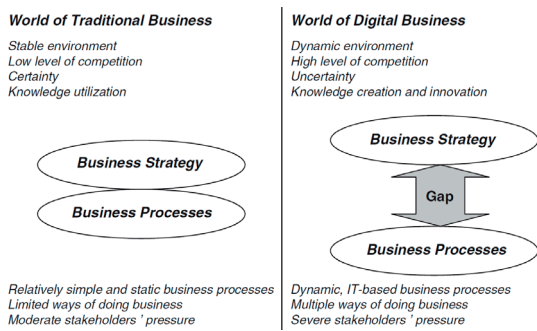 World of Traditional Business
Stable environment
Low level of competition
Certainty
Knowledge utilization
Business Strategy
Business Processes
Relatively simple and static business processes
Limited ways of doing business
Moderate stakeholders ’ pressure
World of Digital Business
Dynamic environment
High level of competition
Uncertainty
Knowledge creation and innovation
Business Strategy
Gap
Business Processes
Dynamic, IT-based business processes
Multiple ways of doing business
Severe stakeholders ’ pressure